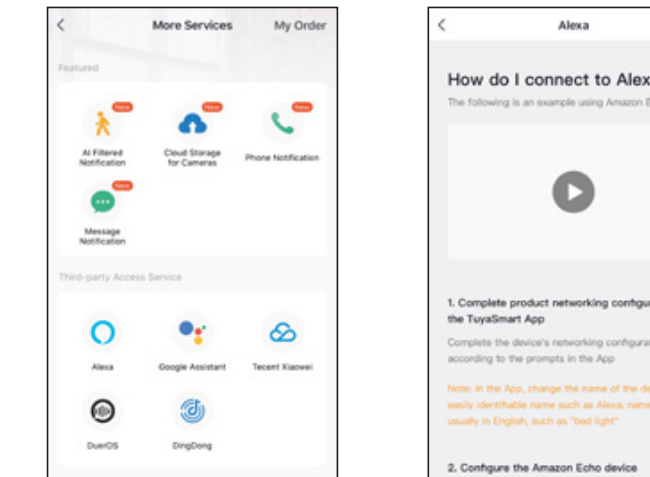 More Services
My Order
Featured
New
New
New
AI Filtered
Notification
Cloud Storage
for Cameras
Phone Notification
New
Message
Notification
Third-party Access Service
Alexa
Google Assistant
Tecent Xiaowei
DuerOS
DingDong
Alexa
How do I connect to Alex
The following is an example using Amazon E
1. Complete product networking configu
the TuyaSmart App
Complete the device's networking configura
according to the prompts in the App
Note: In the App, change the name of the de
easily identifiable name such as Alexa, name
usually in English, such as "bed light"
2. Configure the Amazon Echo device